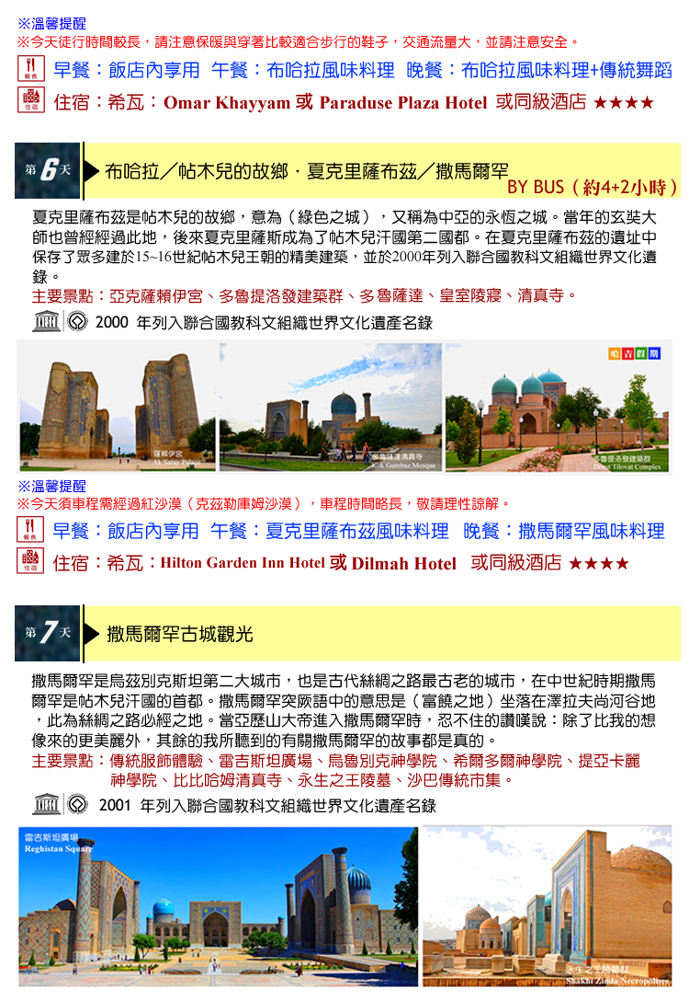 ※溫馨提醒
※今天徒行時間較長，請注意保暖與穿著比較適合步行的鞋子，交通流量大，並請注意安全。
餐食 早餐：飯店內享用 午餐：布哈拉風味料理 晚餐：布哈拉風味料理+傳統舞蹈
住宿 住宿：希瓦：Omar Khayyam 或 Paraduse Plaza Hotel 或同級酒店 ★★★★
第6天 布哈拉／帖木兒的故鄉．夏克里薩布茲／撒馬爾罕
BY BUS（約4+2小時）
夏克里薩布茲是帖木兒的故鄉，意為（綠色之城），又稱為中亞的永恆之城。當年的玄奘大
師也曾經經過此地，後來夏克里薩斯成為了帖木兒汗國第二國都。在夏克里薩布茲的遺址中
保存了眾多建於15~16世紀帖木兒王朝的精美建築，並於2000年列入聯合國教科文組織世界文化遺
錄。
主要景點：亞克薩賴伊宮、多魯提洛發建築群、多魯薩達、皇室陵寢、清真寺。
UNESCO 2000 年列入聯合國教科文組織世界文化遺產名錄
哈吉假期
薩賴伊宮
Ak Saray Palace
多魯薩達清真寺
Kok Gumbaz Mosque
多魯提洛發建築群
Dorut Tilovat Complex
※溫馨提醒
※今天須車程需經過紅沙漠（克茲勒庫姆沙漠），車程時間略長，敬請理性諒解。
餐食 早餐：飯店內享用 午餐：夏克里薩布茲風味料理 晚餐：撒馬爾罕風味料理
住宿 住宿：希瓦：Hilton Garden Inn Hotel 或 Dilmah Hotel 或同級酒店 ★★★★
第7天 撒馬爾罕古城觀光
撒馬爾罕是烏茲別克斯坦第二大城市，也是古代絲綢之路最古老的城市，在中世紀時期撒馬
爾罕是帖木兒汗國的首都。撒馬爾罕突厥語中的意思是（富饒之地）坐落在澤拉夫尚河谷地
，此為絲綢之路必經之地。當亞歷山大帝進入撒馬爾罕時，忍不住的讚嘆說：除了比我的想
像來的更美麗外，其餘的我所聽到的有關撒馬爾罕的故事都是真的。
主要景點：傳統服飾體驗、雷吉斯坦廣場、烏魯別克神學院、希爾多爾神學院、提亞卡麗
神學院、比比哈姆清真寺、永生之王陵墓、沙巴傳統市集。
UNESCO 2001 年列入聯合國教科文組織世界文化遺產名錄
雷吉斯坦廣場
Reghistan Square
永生之王陵墓群
Shakhi Zinda Necropolises